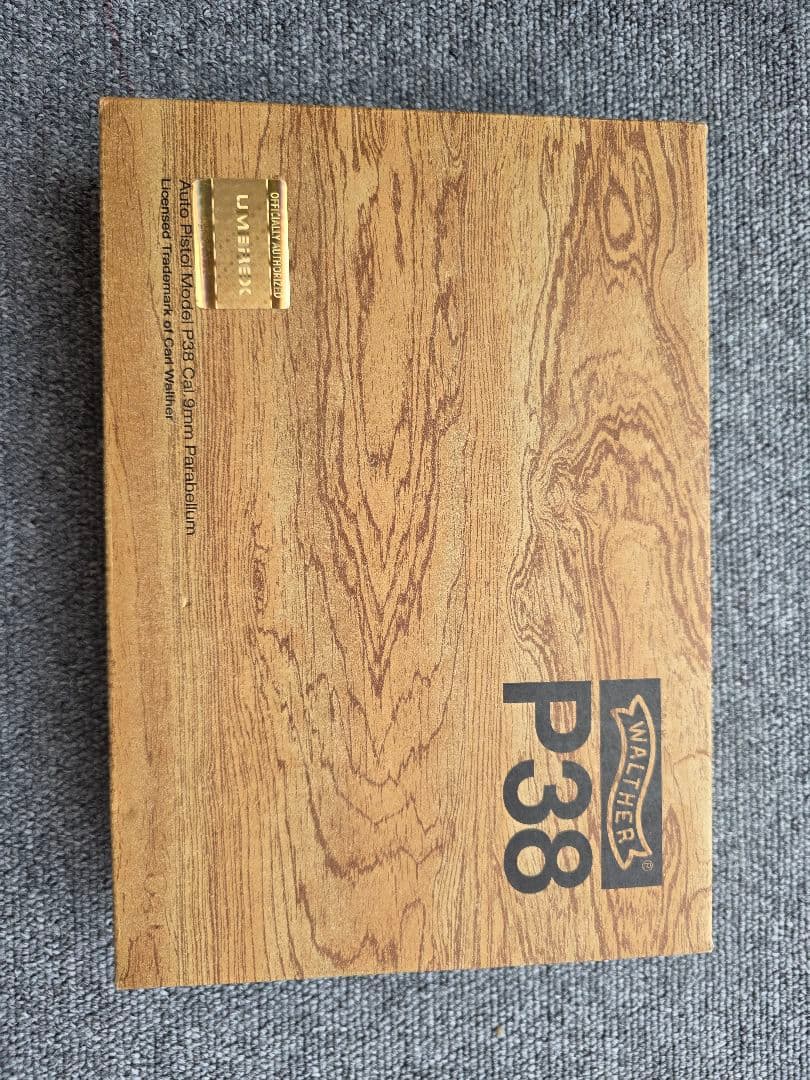 WALTHER
P38
OFFICIALLY AUTHORIZED
UMAREX
Auto Pistol Model P38 Cal.9mm Parabellum
Licensed Trademark of Carl Walther